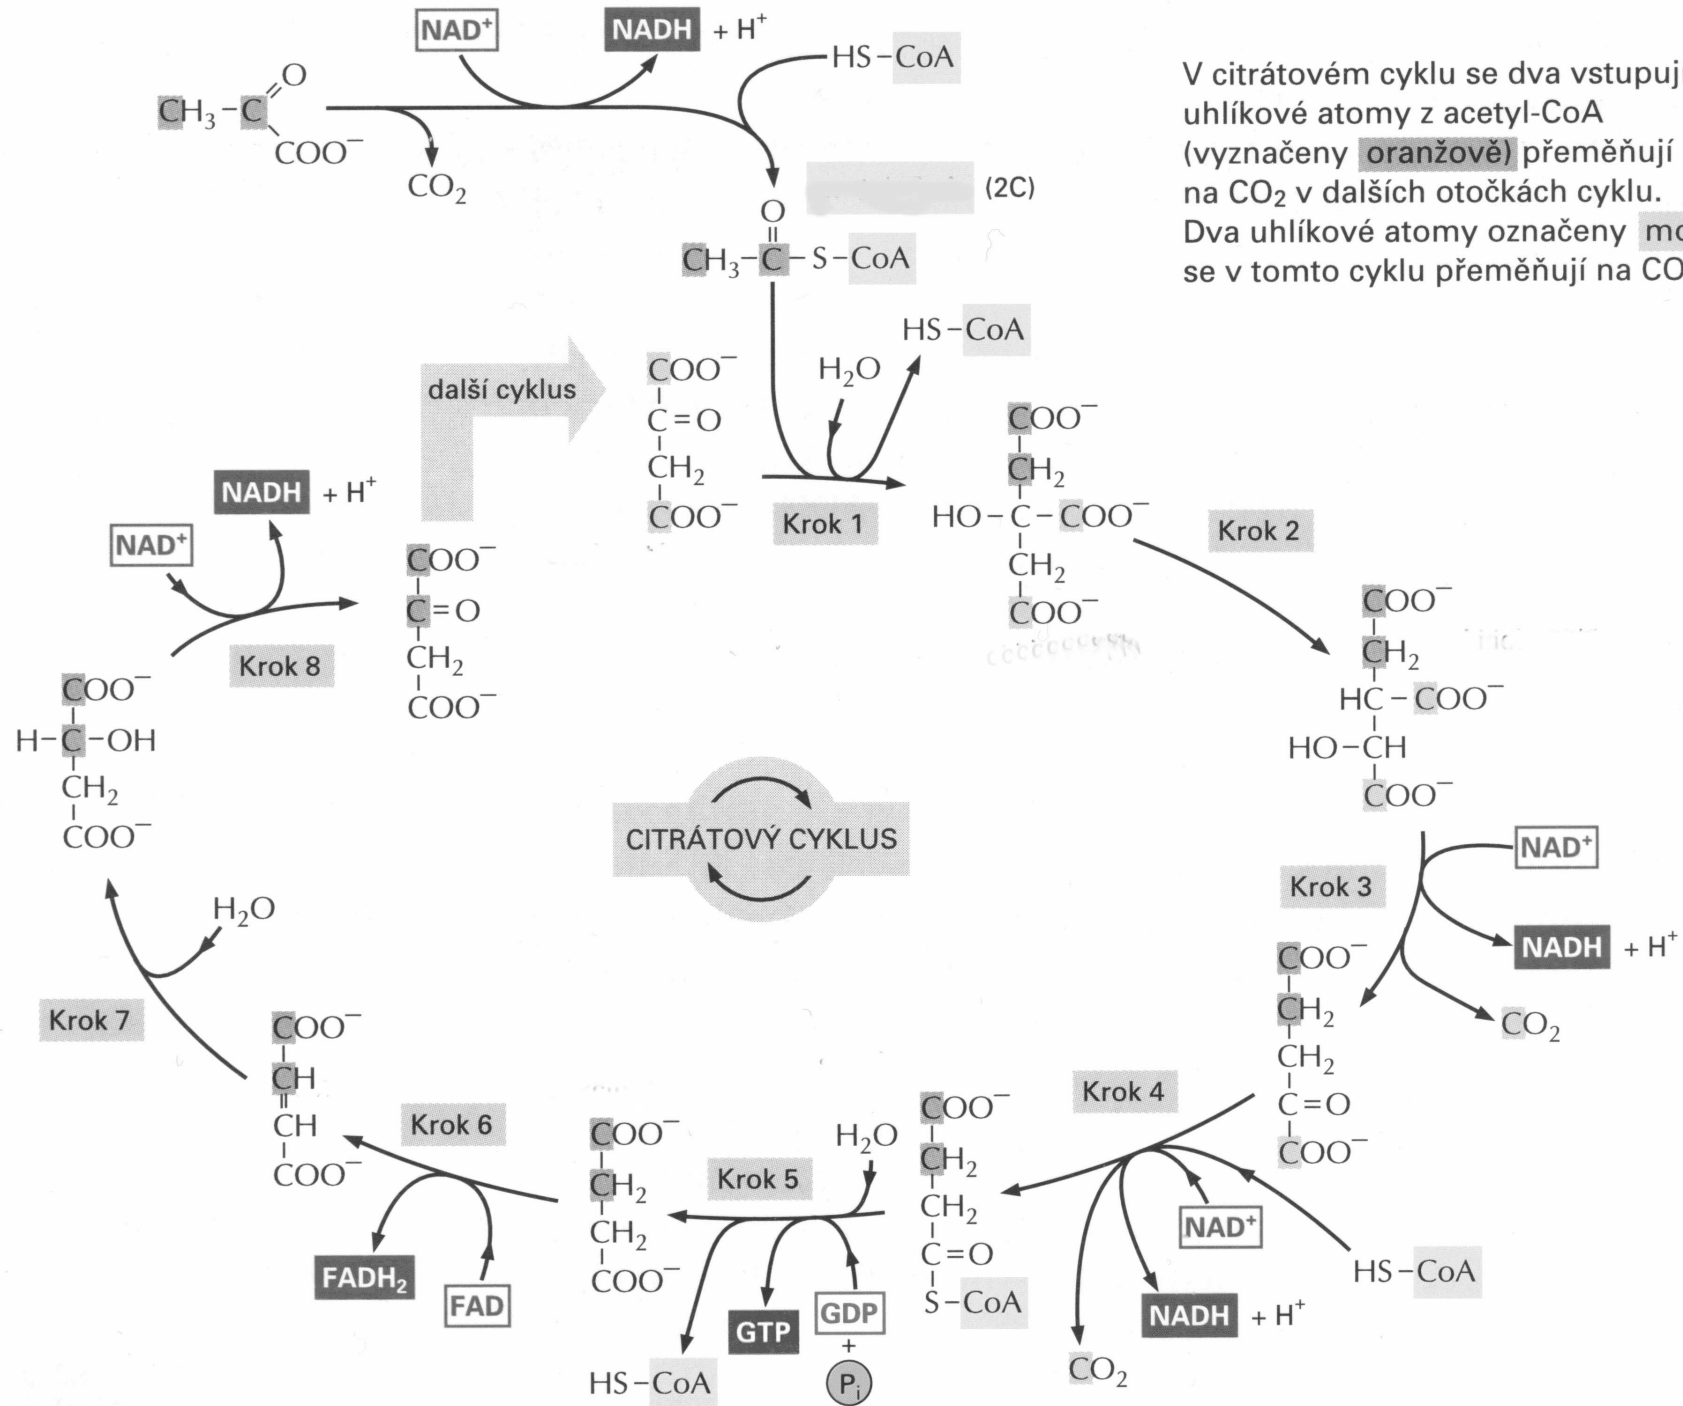 NAD⁺
NADH + H⁺
HS–CoA
CH₃–C
O
COO⁻
CO₂
V citrátovém cyklu se dva vstupuj
uhlíkové atomy z acetyl-CoA
(vyznačeny oranžově) přeměňují
na CO₂ v dalších otočkách cyklu.
Dva uhlíkové atomy označeny mo
se v tomto cyklu přeměňují na CO
(2C)
O
CH₃–C–S–CoA
HS–CoA
H₂O
další cyklus
COO⁻
C=O
CH₂
COO⁻
Krok 1
COO⁻
CH₂
HO–C–COO⁻
CH₂
COO⁻
Krok 2
COO⁻
CH₂
HC–COO⁻
HO–CH
COO⁻
NAD⁺
Krok 3
NADH + H⁺
CO₂
COO⁻
CH₂
CH₂
C=O
COO⁻
Krok 4
NAD⁺
HS–CoA
NADH + H⁺
CO₂
COO⁻
CH₂
CH₂
C=O
S–CoA
H₂O
Krok 5
GDP
+
Pᵢ
GTP
HS–CoA
COO⁻
CH₂
CH₂
COO⁻
Krok 6
FAD
FADH₂
COO⁻
CH
CH
COO⁻
Krok 7
H₂O
COO⁻
H–C–OH
CH₂
COO⁻
Krok 8
NAD⁺
NADH + H⁺
COO⁻
C=O
CH₂
COO⁻
CITRÁTOVÝ CYKLUS